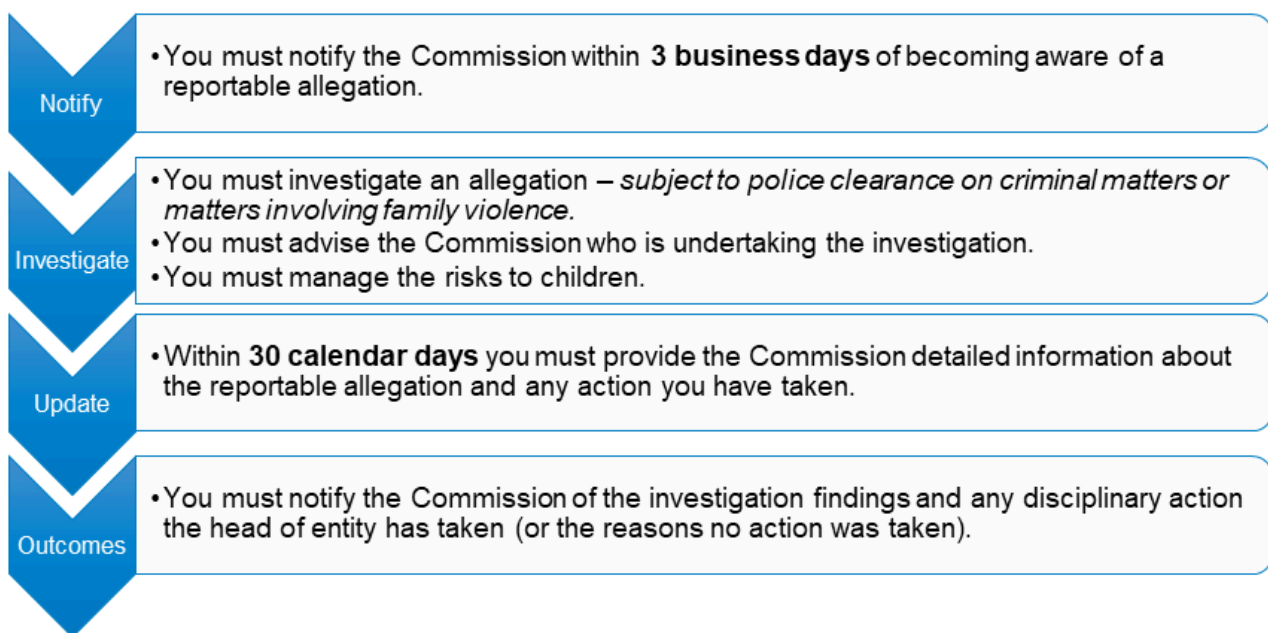 Notify
•You must notify the Commission within 3 business days of becoming aware of a
reportable allegation.
Investigate
•You must investigate an allegation – subject to police clearance on criminal matters or
matters involving family violence.
•You must advise the Commission who is undertaking the investigation.
•You must manage the risks to children.
Update
•Within 30 calendar days you must provide the Commission detailed information about
the reportable allegation and any action you have taken.
Outcomes
•You must notify the Commission of the investigation findings and any disciplinary action
the head of entity has taken (or the reasons no action was taken).